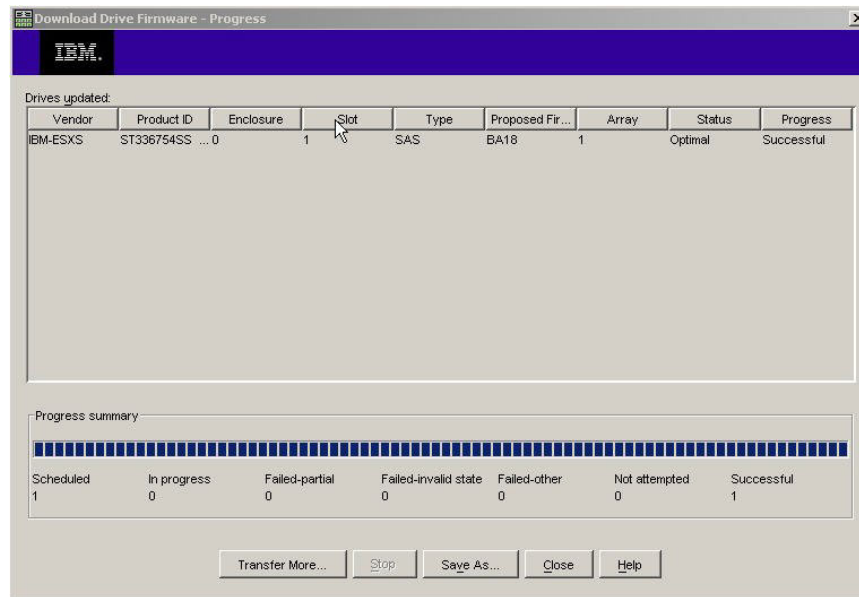 Download Drive Firmware - Progress
IBM.
Drives updated:
Vendor Product ID Enclosure Slot Type Proposed Fir... Array Status Progress
IBM-ESXS ST336754SS ... 0 1 SAS BA18 1 Optimal Successful
Progress summary
Scheduled In progress Failed-partial Failed-invalid state Failed-other Not attempted Successful
1 0 0 0 0 0 1
Transfer More... Stop Save As... Close Help